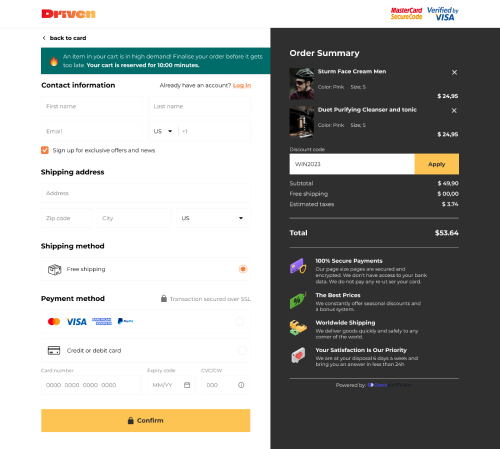 Driven
MasterCard
SecureCode
Verified by
VISA
back to card
An item in your cart is in high demand! Finalise your order before it gets
too late. Your cart is reserved for 10:00 minutes.
Contact information
Already have an account? Log in
First name
Last name
Email
US
+1
Sign up for exclusive offers and news
Shipping address
Address
Zip code
City
US
Shipping method
Free shipping
Payment method
Transaction secured over SSL
VISA
AMERICAN EXPRESS
PayPal
Credit or debit card
Card number
Expiry code
CVC/CW
0000 0000 0000 0000
MM/YY
000
Confirm
Order Summary
Sturm Face Cream Men
Color: Pink Size: S
$ 24,95
Duet Purifying Cleanser and tonic
Color: Pink Size: S
$ 24,95
Discount code
WIN2023
Apply
Subtotal
$ 49,90
Free shipping
$ 00,00
Estimated taxes
$ 3.74
Total
$53.64
100% Secure Payments
Our page size pages are secured and
encrypted. We don't have access to your bank
data. We do not pay any re-ut ser your card.
The Best Prices
We constantly offer seasonal discounts and
a bonus system.
Worldwide Shipping
We deliver goods quickly and safely to any
corner of the world.
Your Satisfaction Is Our Priority
We are at your disposal 6 days a week and
bring you an answer in less than 24h
Powered by: